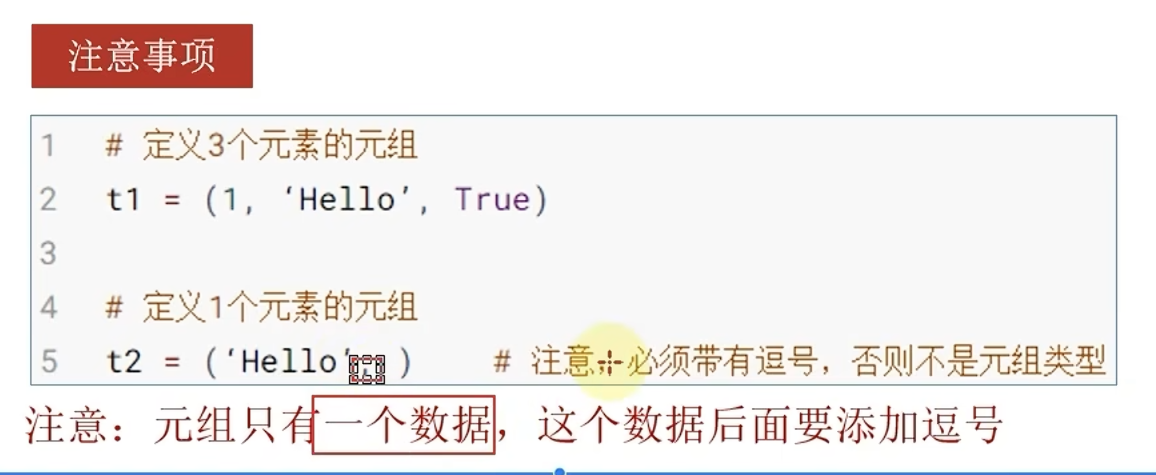 注意事项
1 # 定义3个元素的元组
2 t1 = (1, ‘Hello’, True)
3
4 # 定义1个元素的元组
5 t2 = (‘Hello’, ) # 注意，必须带有逗号，否则不是元组类型
注意：元组只有一个数据，这个数据后面要添加逗号